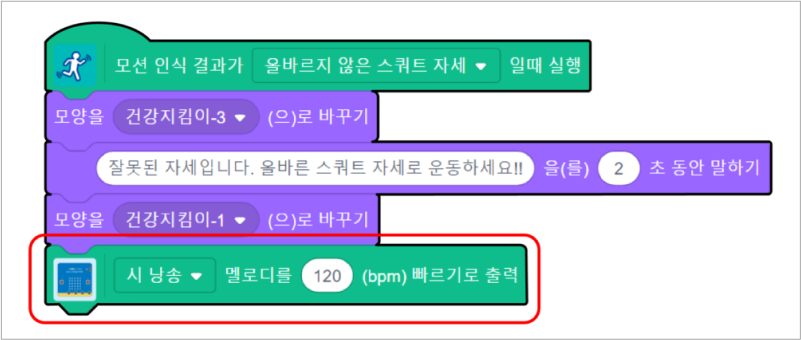 모션 인식 결과가 올바르지 않은 스쿼트 자세 일때 실행
모양을 건강지킴이-3 (으)로 바꾸기
잘못된 자세입니다. 올바른 스쿼트 자세로 운동하세요!! 을(를) 2 초 동안 말하기
모양을 건강지킴이-1 (으)로 바꾸기
시 낭송 멜로디를 120 (bpm) 빠르기로 출력